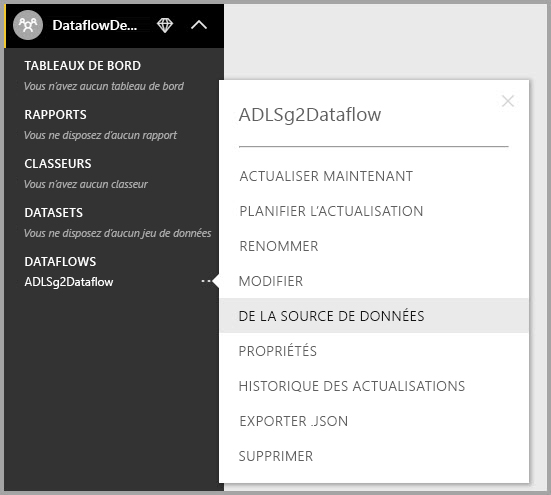 DataflowDe...
TABLEAUX DE BORD
Vous n'avez aucun tableau de bord
RAPPORTS
Vous ne disposez d'aucun rapport
CLASSEURS
Vous n'avez aucun classeur
DATASETS
Vous ne disposez d'aucun jeu de données
DATAFLOWS
ADLSg2Dataflow
ADLSg2Dataflow
ACTUALISER MAINTENANT
PLANIFIER L'ACTUALISATION
RENOMMER
MODIFIER
DE LA SOURCE DE DONNÉES
PROPRIÉTÉS
HISTORIQUE DES ACTUALISATIONS
EXPORTER .JSON
SUPPRIMER